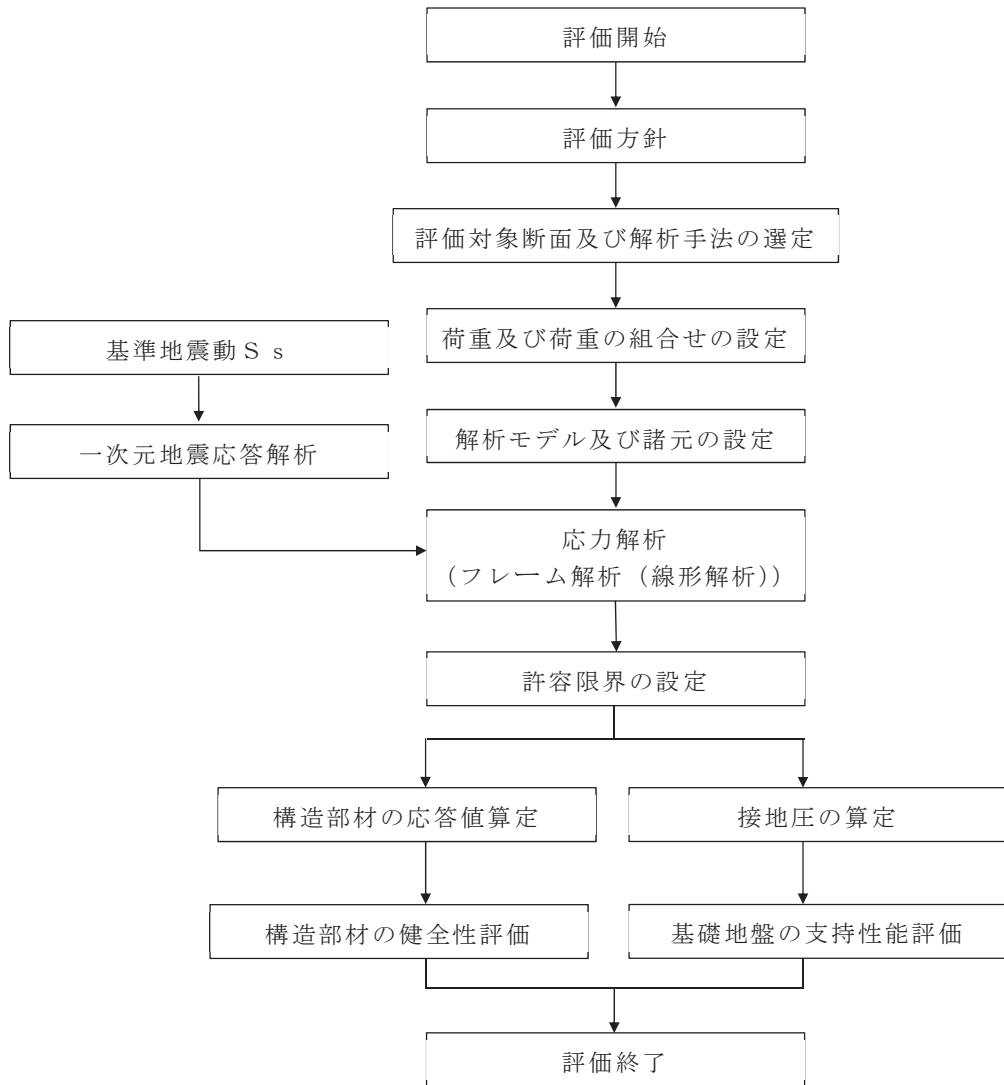 評価開始
評価方針
評価対象断面及び解析手法の選定
荷重及び荷重の組合せの設定
基準地震動Ｓｓ
解析モデル及び諸元の設定
一次元地震応答解析
応力解析
（フレーム解析（線形解析））
許容限界の設定
構造部材の応答値算定
接地圧の算定
構造部材の健全性評価
基礎地盤の支持性能評価
評価終了